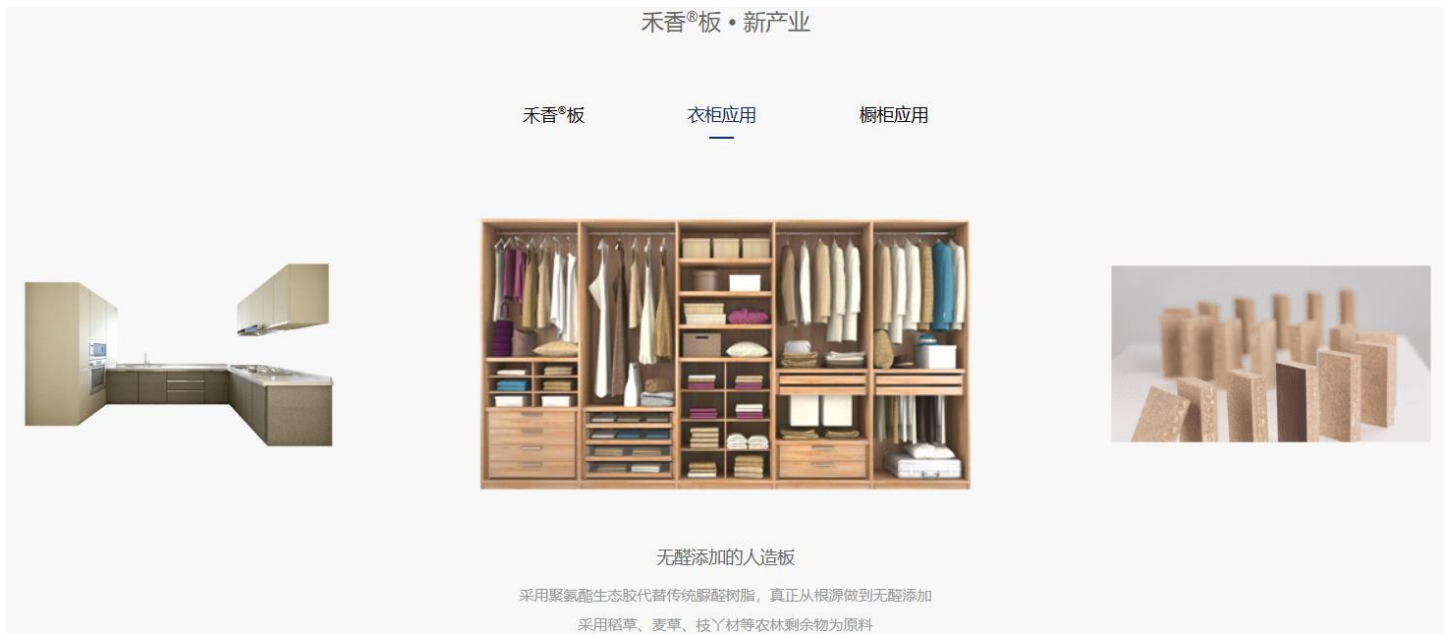 禾香®板•新产业
禾香®板 衣柜应用 橱柜应用
无醛添加的人造板
采用聚氨酯生态胶代替传统脲醛树脂，真正从根源做到无醛添加
采用稻草、麦草、枝丫材等农林剩余物为原料